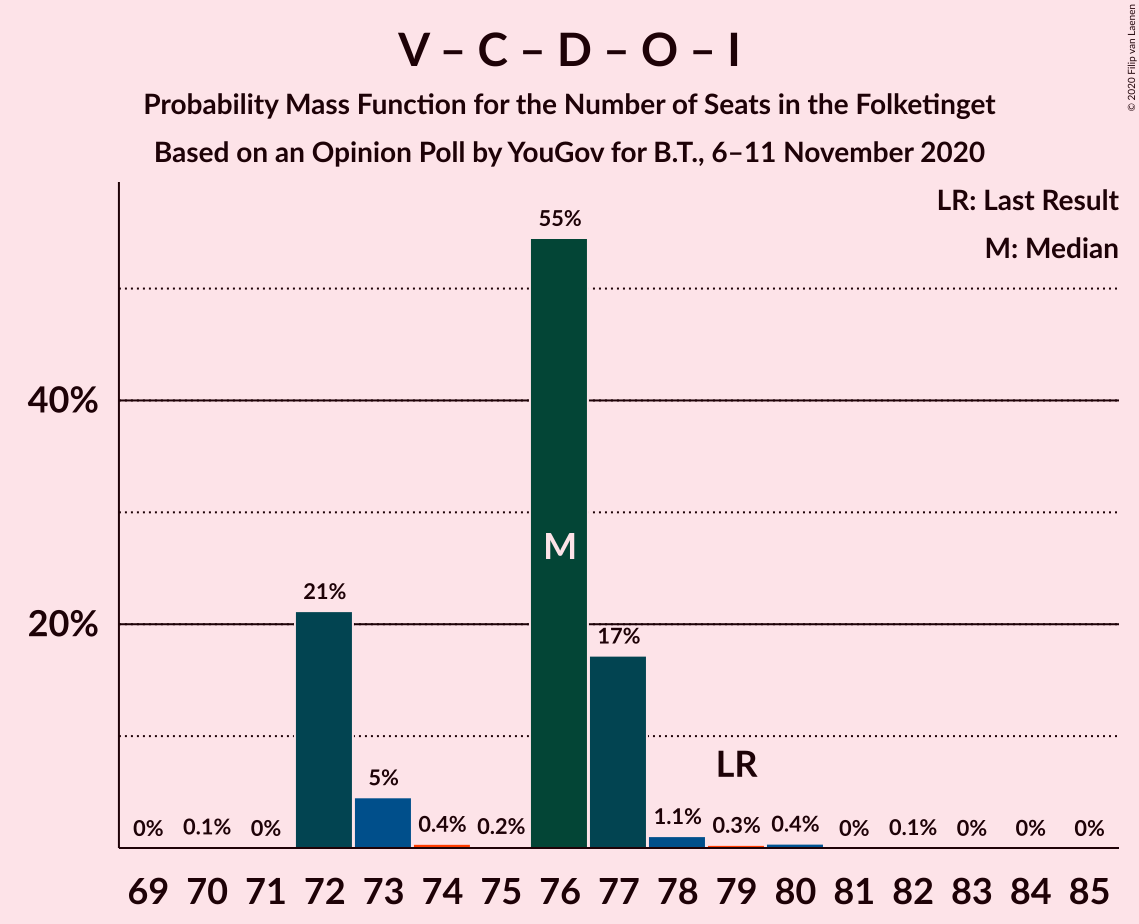 V – C – D – O – I
Probability Mass Function for the Number of Seats in the Folketinget
Based on an Opinion Poll by YouGov for B.T., 6–11 November 2020
© 2020 Filip van Laenen
LR: Last Result
M: Median
55%
40%
M
21%
20%
17%
LR
5%
0% 0.1% 0% 0.4% 0.2% 1.1% 0.3% 0.4% 0% 0.1% 0% 0% 0%
69 70 71 72 73 74 75 76 77 78 79 80 81 82 83 84 85